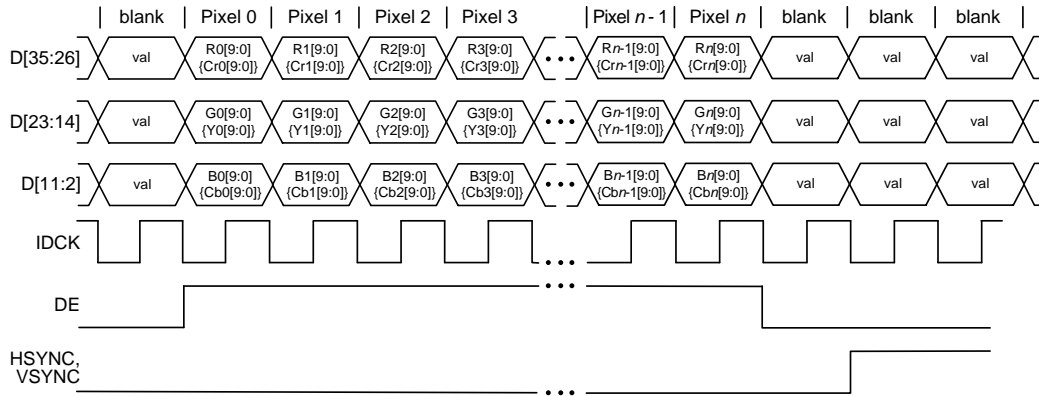 blank Pixel 0 Pixel 1 Pixel 2 Pixel 3 Pixel n - 1 Pixel n blank blank blank
D[35:26] val R0[9:0] R1[9:0] R2[9:0] R3[9:0] ••• Rn-1[9:0] Rn[9:0] val val val
{Cr0[9:0]} {Cr1[9:0]} {Cr2[9:0]} {Cr3[9:0]} {Crn-1[9:0]} {Crn[9:0]}
D[23:14] val G0[9:0] G1[9:0] G2[9:0] G3[9:0] ••• Gn-1[9:0] Gn[9:0] val val val
{Y0[9:0]} {Y1[9:0]} {Y2[9:0]} {Y3[9:0]} {Yn-1[9:0]} {Yn[9:0]}
D[11:2] val B0[9:0] B1[9:0] B2[9:0] B3[9:0] ••• Bn-1[9:0] Bn[9:0] val val val
{Cb0[9:0]} {Cb1[9:0]} {Cb2[9:0]} {Cb3[9:0]} {Cbn-1[9:0]} {Cbn[9:0]}
IDCK
•••
DE •••
HSYNC,
VSYNC
•••